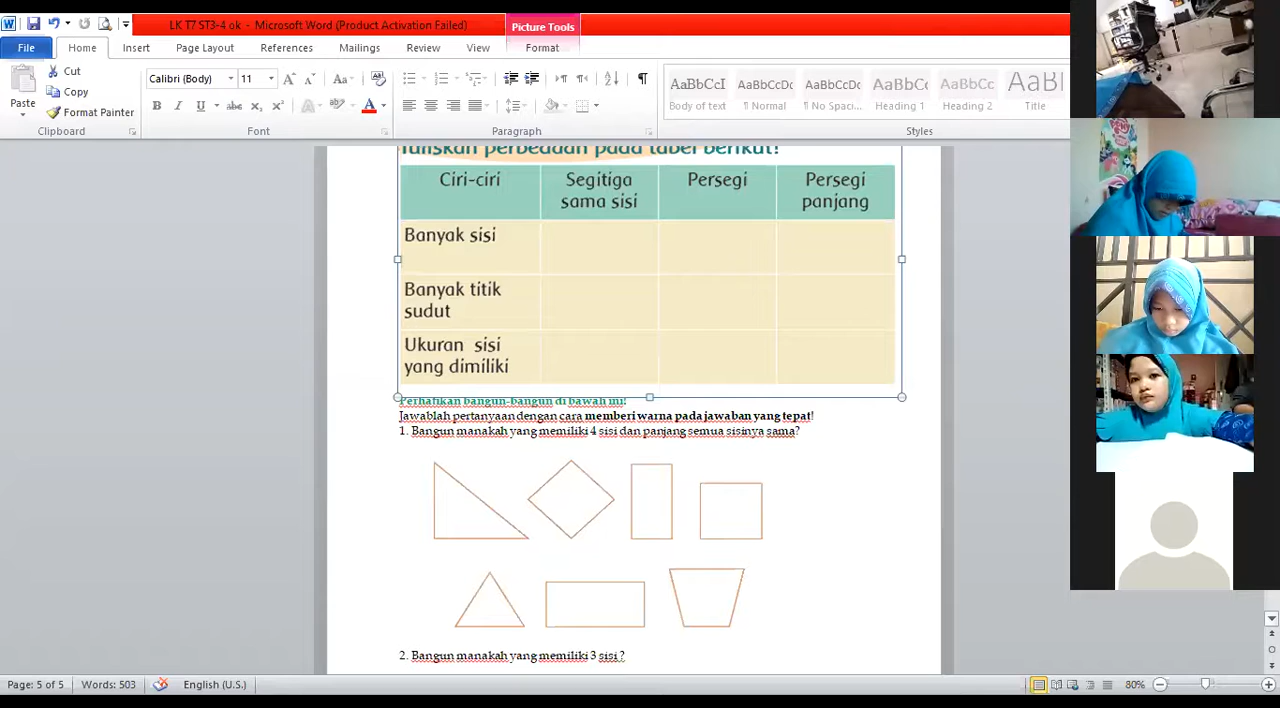 LK T7 ST3-4 ok - Microsoft Word (Product Activation Failed)
Picture Tools
File Home Insert Page Layout References Mailings Review View Format
Paste
Cut
Copy
Format Painter
Clipboard
Calibri (Body) 11
Font
Paragraph
AaBbCcI AaBbCcDc AaBbCcDc AaBbCc AaBbCc AaBl
Body of text ¶ Normal ¶ No Spaci... Heading 1 Heading 2 Title
Styles
Tuliskan perbedaan pada tabel berikut!
Ciri-ciri Segitiga sama sisi Persegi Persegi panjang
Banyak sisi
Banyak titik
sudut
Ukuran sisi
yang dimiliki
Perhatikan bangun-bangun di bawah ini!
Jawablah pertanyaan dengan cara memberi warna pada jawaban yang tepat!
1. Bangun manakah yang memiliki 4 sisi dan panjang semua sisinya sama?
2. Bangun manakah yang memiliki 3 sisi ?
Page: 5 of 5 Words: 503 English (U.S.) 80%